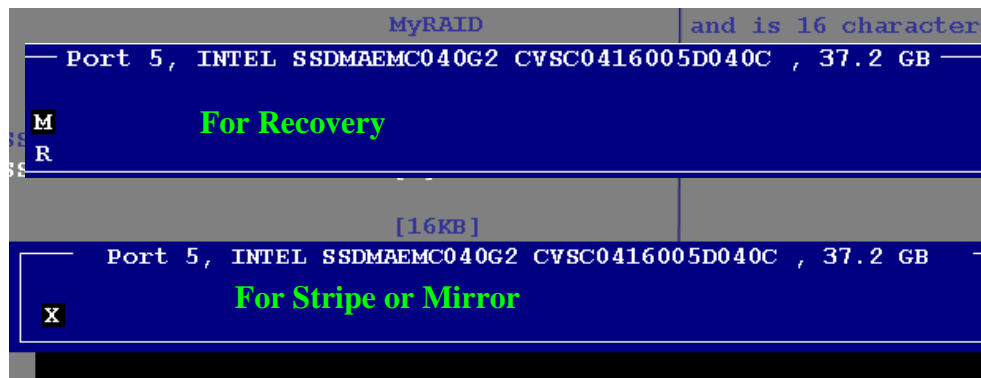 MyRAID and is 16 character
Port 5, INTEL SSDMAEMC040G2 CVSC0416005D040C , 37.2 GB
M For Recovery
R
[16KB]
Port 5, INTEL SSDMAEMC040G2 CVSC0416005D040C , 37.2 GB
For Stripe or Mirror
X